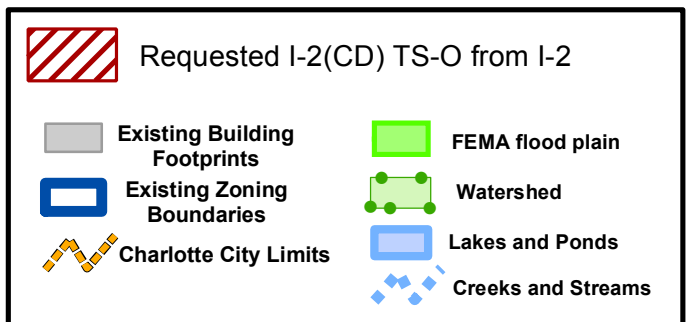 Requested I-2(CD) TS-O from I-2
Existing Building
Footprints
Existing Zoning
Boundaries
Charlotte City Limits
FEMA flood plain
Watershed
Lakes and Ponds
Creeks and Streams